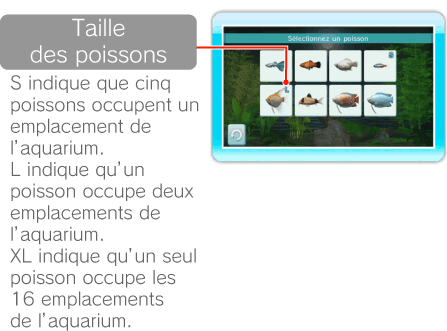 Taille
des poissons
S indique que cinq
poissons occupent un
emplacement de
l'aquarium.
L indique qu'un
poisson occupe deux
emplacements de
l'aquarium.
XL indique qu'un seul
poisson occupe les
16 emplacements
de l'aquarium.
Sélectionnez un poisson